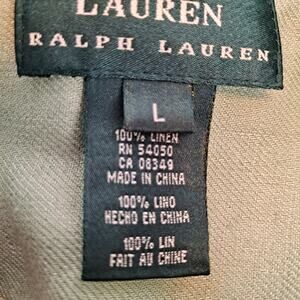 LAUREN
RALPH LAUREN
L
100% LINEN
RN 54050
CA 08349
MADE IN CHINA
100% LINO
HECHO EN CHINA
100% LIN
FAIT AU CHINE